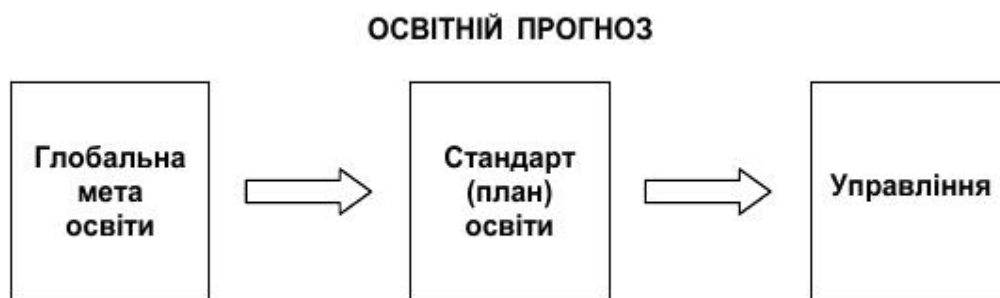 ОСВІТНІЙ ПРОГНОЗ
Глобальна
мета
освіти
Стандарт
(план)
освіти
Управління